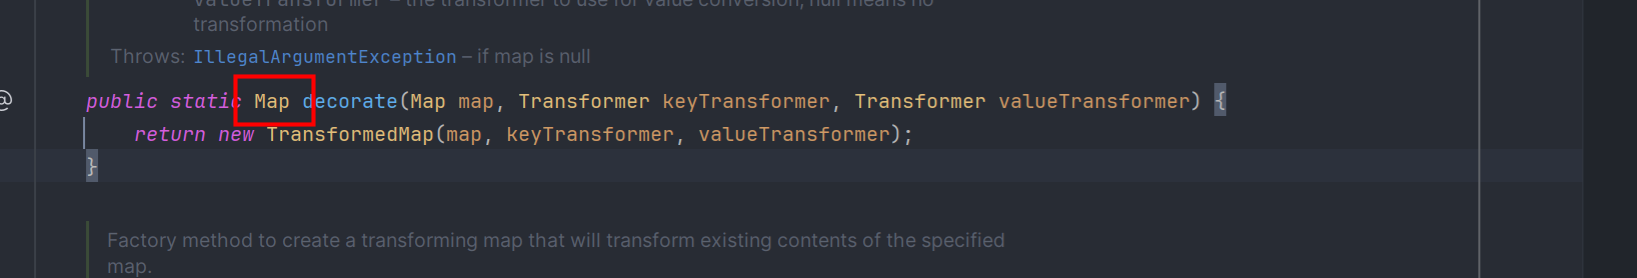 valueTransformer – the transformer to use for value conversion, null means no
transformation
Throws: IllegalArgumentException – if map is null
@
public static Map decorate(Map map, Transformer keyTransformer, Transformer valueTransformer) {
return new TransformedMap(map, keyTransformer, valueTransformer);
}
Factory method to create a transforming map that will transform existing contents of the specified
map.